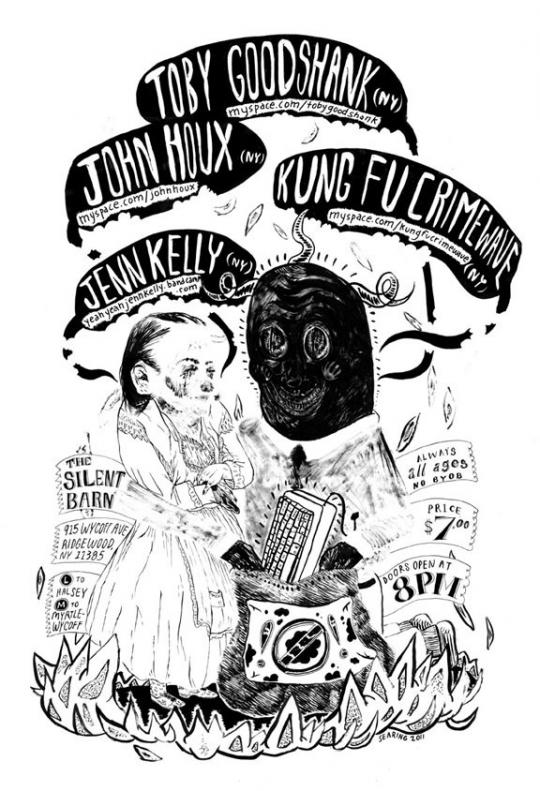 TOBY GOODSHANK (NY)
myspace.com/tobygoodshank
JOHN HOUX (NY)
myspace.com/johnhoux
KUNG FU CRIMEWAVE
myspace.com/kungfucrimewave (NY)
JENN KELLY (NY)
yeahyeahjennkelly.bandcamp
.com
THE
SILENT
BARN
915 WYCOFF AVE
RIDGEWOOD,
NY 11385
L TO
HALSEY
M TO
MYRTLE-
WYCOFF
ALWAYS
all ages
NO BYOB
PRICE
$7.00
DOORS OPEN AT
8PM
SEARING 2011